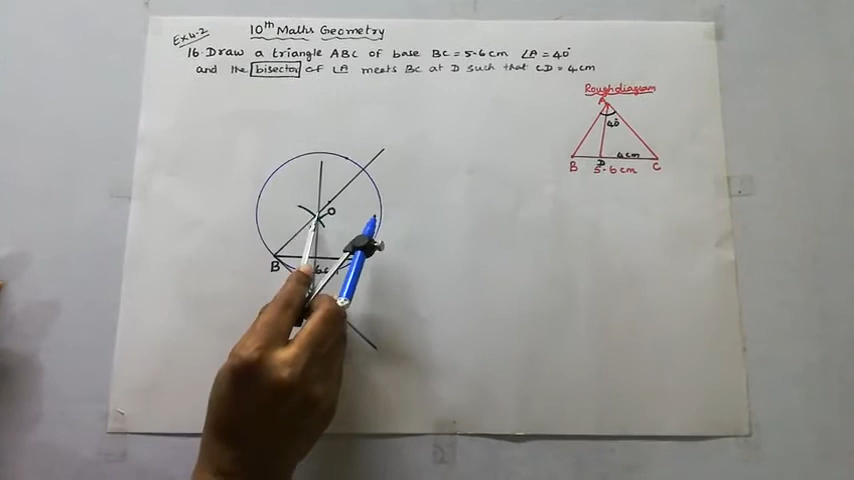 Ex 4.2
10th Maths Geometry
16. Draw a triangle ABC of base BC = 5.6 cm ∠A = 40°
and the bisector of ∠A meets BC at D such that CD = 4 cm
Rough diagram
A
40°
4cm
B D C
5.6 cm
O
B